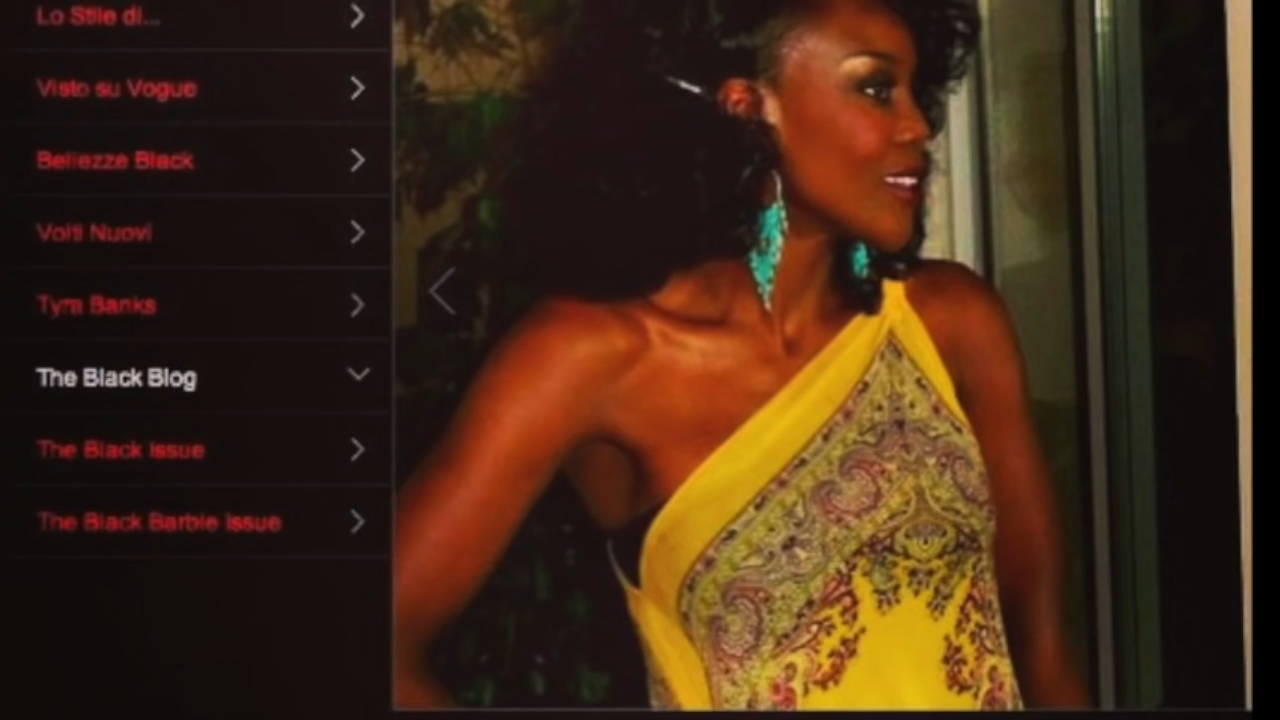 Lo Stile di...
Visto su Vogue
Bellezze Black
Volti Nuovi
Tyra Banks
The Black Blog
The Black Issue
The Black Barbie Issue